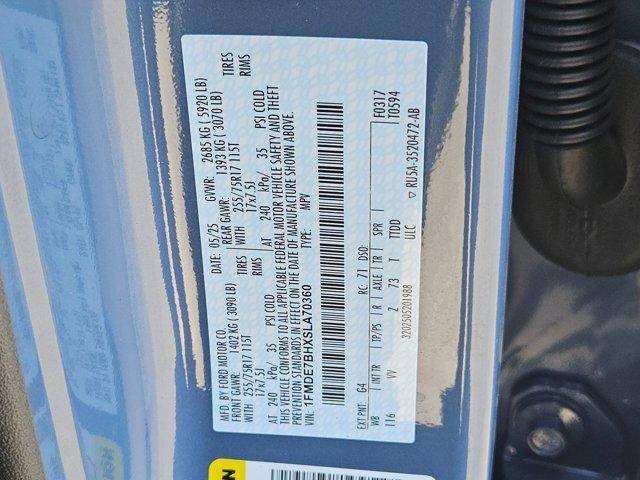 MFD. BY FORD MOTOR CO.
DATE: 05/25 GVWR: 2685 KG ( 5920 LB)
FRONT GAWR: 1402 KG ( 3090 LB) REAR GAWR: 1393 KG ( 3070 LB)
WITH 255/75R17 115T TIRES WITH 255/75R17 115T TIRES
17x7.5J RIMS 17x7.5J RIMS
AT 240 kPa/ 35 PSI COLD AT 240 kPa/ 35 PSI COLD
THIS VEHICLE CONFORMS TO ALL APPLICABLE FEDERAL MOTOR VEHICLE SAFETY AND THEFT
PREVENTION STANDARDS IN EFFECT ON THE DATE OF MANUFACTURE SHOWN ABOVE.
VIN: 1FMDE7BHXSLA70360 TYPE: MPV
EXT PNT: G4 RC: 71 DSO: F0317
WB INT TR TP/PS R AXLE TR SPR T0594
116 VV Z 73 T TTDD
ULC
3202505201988 ▽ RU5A-3520472-AB